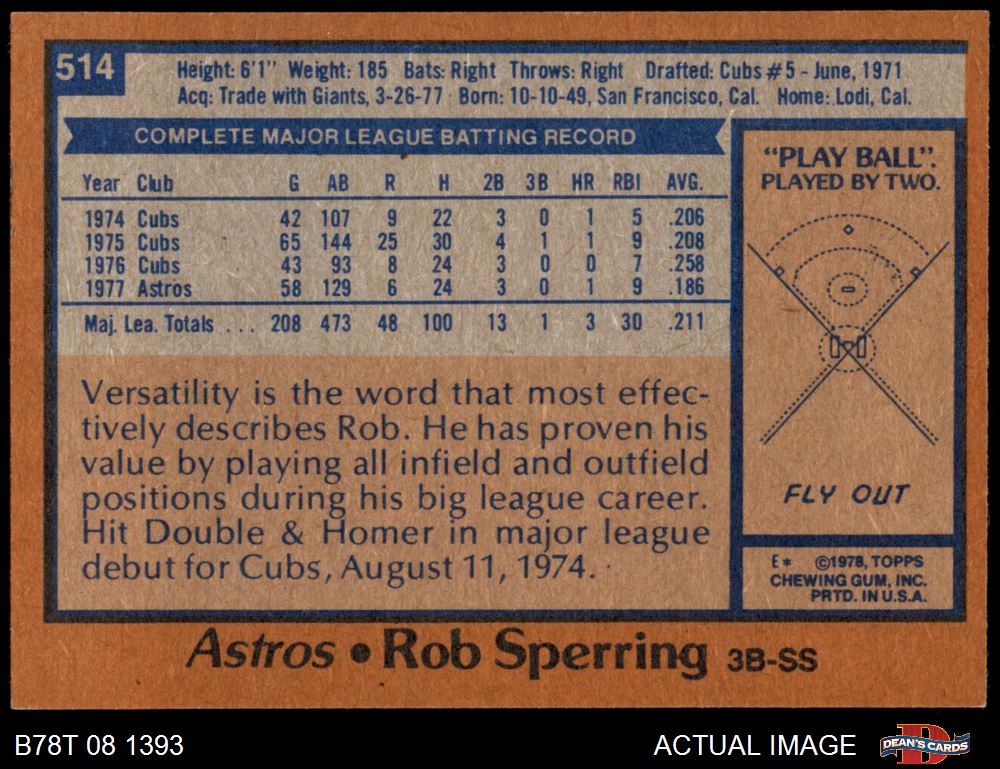 514
Height: 6'1" Weight: 185 Bats: Right Throws: Right Drafted: Cubs #5 - June, 1971
Acq: Trade with Giants, 3-26-77 Born: 10-10-49, San Francisco, Cal. Home: Lodi, Cal.
COMPLETE MAJOR LEAGUE BATTING RECORD
Year Club G AB R H 2B 3B HR RBI AVG.
1974 Cubs 42 107 9 22 3 0 1 5 .206
1975 Cubs 65 144 25 30 4 1 1 9 .208
1976 Cubs 43 93 8 24 3 0 0 7 .258
1977 Astros 58 129 6 24 3 0 1 9 .186
Maj. Lea. Totals . . . 208 473 48 100 13 1 3 30 .211
Versatility is the word that most effec-
tively describes Rob. He has proven his
value by playing all infield and outfield
positions during his big league career.
Hit Double & Homer in major league
debut for Cubs, August 11, 1974.
"PLAY BALL".
PLAYED BY TWO.
FLY OUT
E* ©1978, TOPPS
CHEWING GUM, INC.
PRTD. IN U.S.A.
Astros • Rob Sperring 3B-SS
B78T 08 1393
ACTUAL IMAGE
D
DEAN'S CARDS